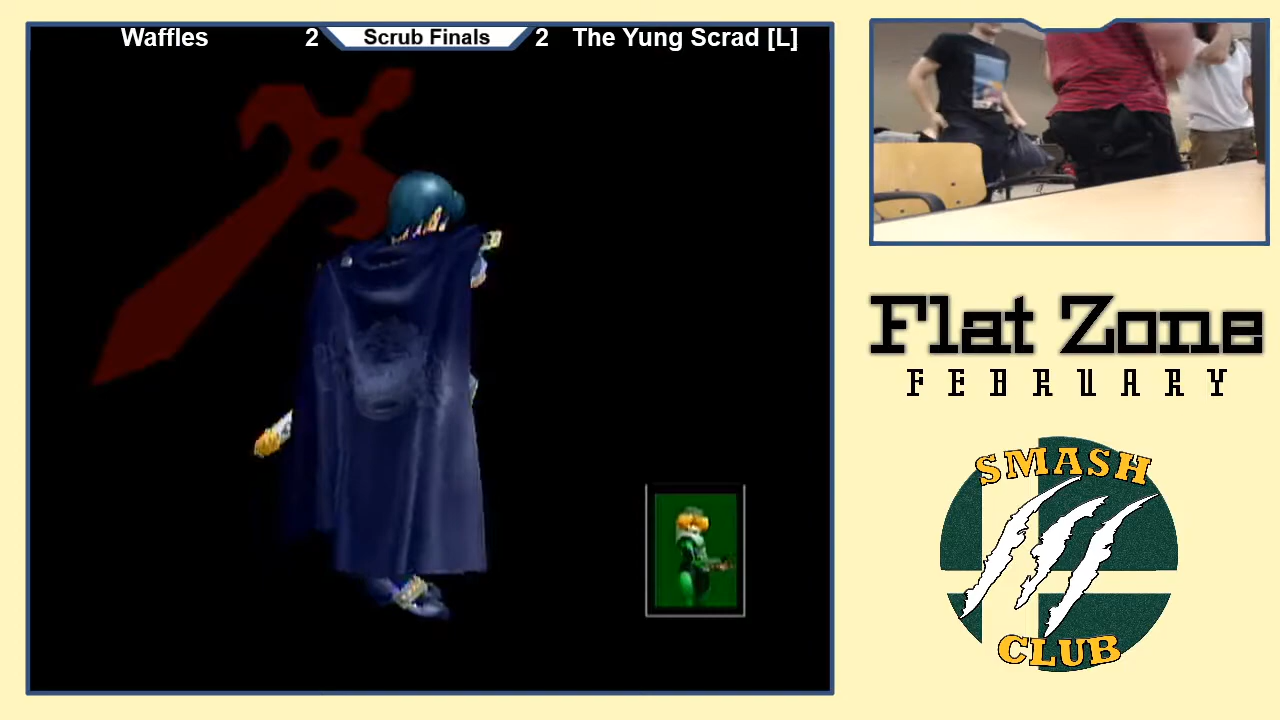 Waffles 2 Scrub Finals 2 The Yung Scrad [L]
Flat Zone
FEBRUARY
SMASH
CLUB